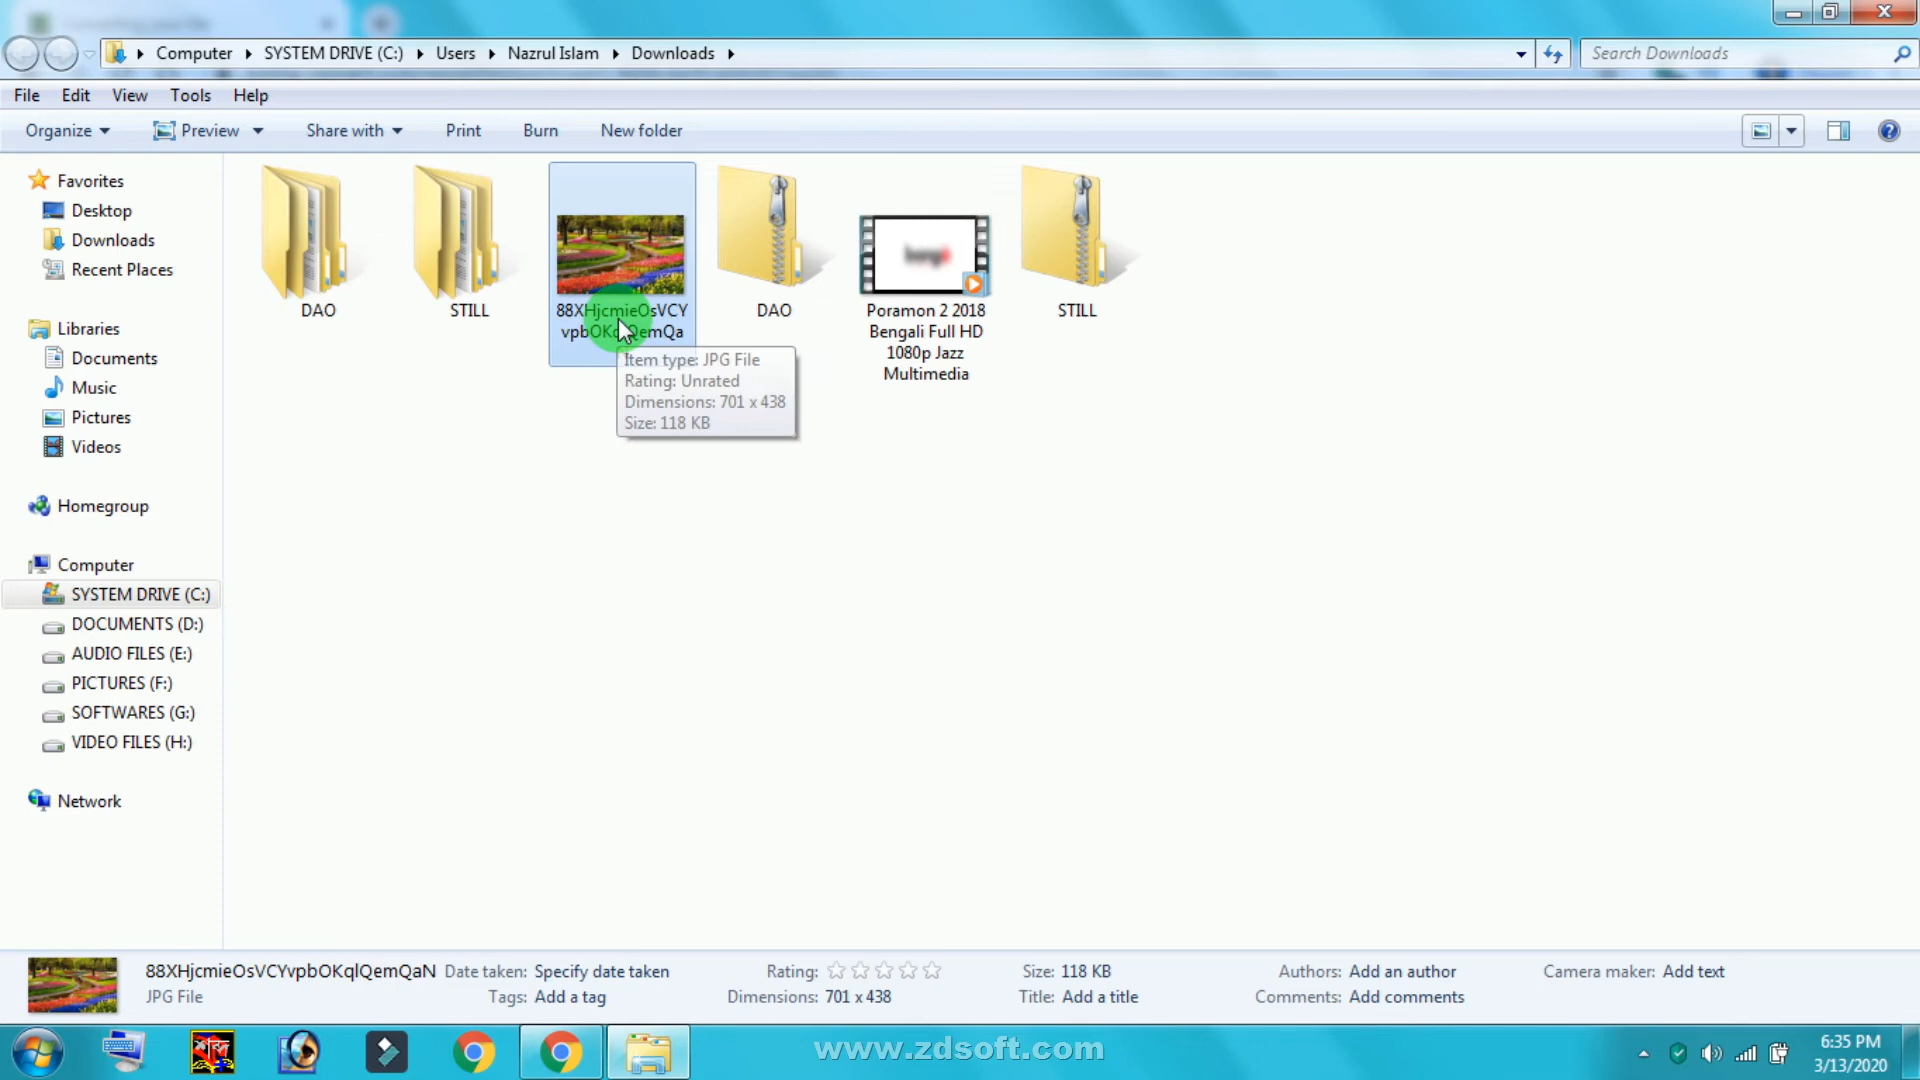 Computer SYSTEM DRIVE (C:) Users Nazrul Islam Downloads
Search Downloads
File Edit View Tools Help
Organize Preview Share with Print Burn New folder
Favorites
Desktop
Downloads
Recent Places
Libraries
Documents
Music
Pictures
Videos
Homegroup
Computer
SYSTEM DRIVE (C:)
DOCUMENTS (D:)
AUDIO FILES (E:)
PICTURES (F:)
SOFTWARES (G:)
VIDEO FILES (H:)
Network
DAO
STILL
DAO
Poramon 2 2018
Bengali Full HD
1080p Jazz
Multimedia
STILL
Item type: JPG File
Rating: Unrated
Dimensions: 701 x 438
Size: 118 KB
88XHjcmieOsVCYvpbOKqlQemQaN Date taken: Specify date taken Rating: Size: 118 KB Authors: Add an author Camera maker: Add text
JPG File Tags: Add a tag Dimensions: 701 x 438 Title: Add a title Comments: Add comments
www.zdsoft.com
6:35 PM
3/13/2020